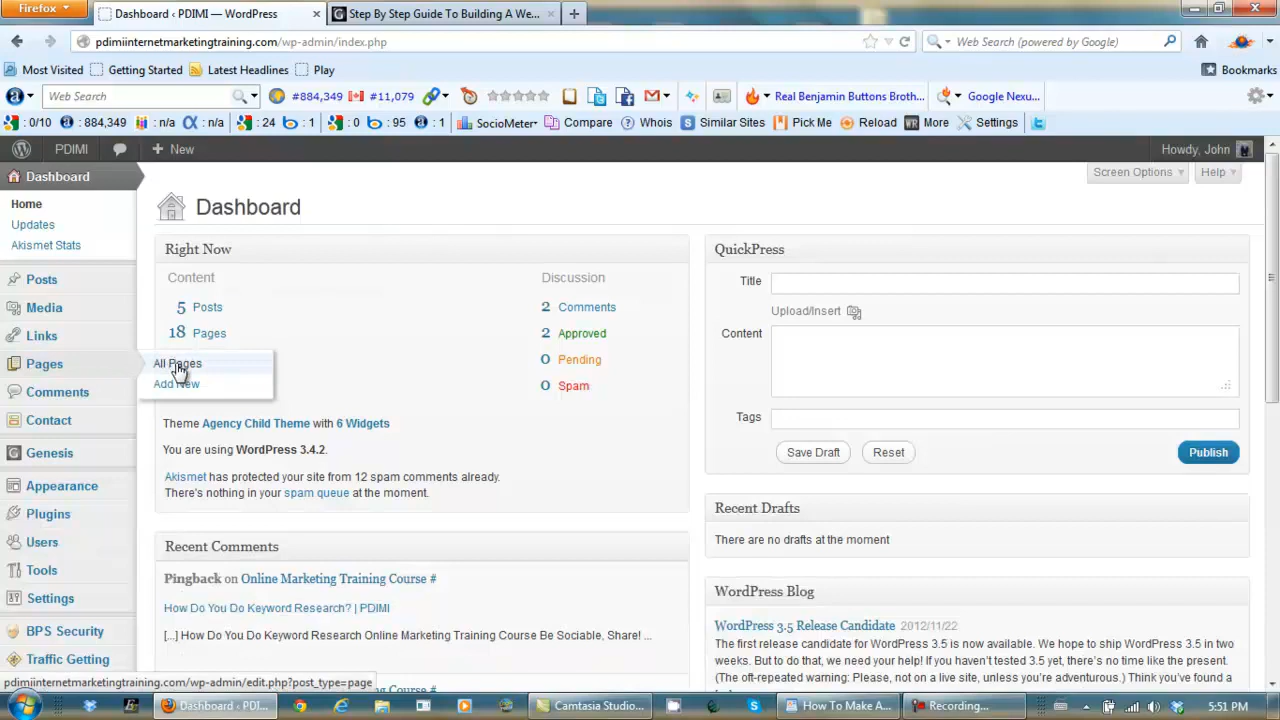 Firefox
Dashboard ‹ PDIMI — WordPress
Step By Step Guide To Building A We...
pdimiinternetmarketingtraining.com/wp-admin/index.php
Web Search (powered by Google)
Most Visited
Getting Started
Latest Headlines
Play
Bookmarks
Web Search
#884,349
#11,079
Real Benjamin Buttons Broth...
Google Nexu...
: 0/10
: 884,349
: n/a
: n/a
: 24
: 1
: 0
: 95
: 1
SocioMeter
Compare
Whois
Similar Sites
Pick Me
Reload
More
Settings
PDIMI
+ New
Howdy, John
Dashboard
Screen Options
Help
Home
Updates
Akismet Stats
Posts
Media
Links
Pages
Comments
Contact
Genesis
Appearance
Plugins
Users
Tools
Settings
BPS Security
Traffic Getting
All Pages
Add New
Dashboard
Right Now
Content
Discussion
5 Posts
2 Comments
18 Pages
2 Approved
0 Pending
0 Spam
Theme Agency Child Theme with 6 Widgets
You are using WordPress 3.4.2.
Akismet has protected your site from 12 spam comments already.
There's nothing in your spam queue at the moment.
Recent Comments
Pingback on Online Marketing Training Course #
How Do You Do Keyword Research? | PDIMI
[...] How Do You Do Keyword Research Online Marketing Training Course Be Sociable, Share! ...
ng Course #
QuickPress
Title
Upload/Insert
Content
Tags
Save Draft
Reset
Publish
Recent Drafts
There are no drafts at the moment
WordPress Blog
WordPress 3.5 Release Candidate 2012/11/22
The first release candidate for WordPress 3.5 is now available. We hope to ship WordPress 3.5 in two
weeks. But to do that, we need your help! If you haven't tested 3.5 yet, there's no time like the present.
(The oft-repeated warning: Please, not on a live site, unless you're adventurous.) Think you've found a
pdimiinternetmarketingtraining.com/wp-admin/edit.php?post_type=page
Dashboard ‹ PDI...
Camtasia Studio...
How To Make A...
Recording...
5:51 PM